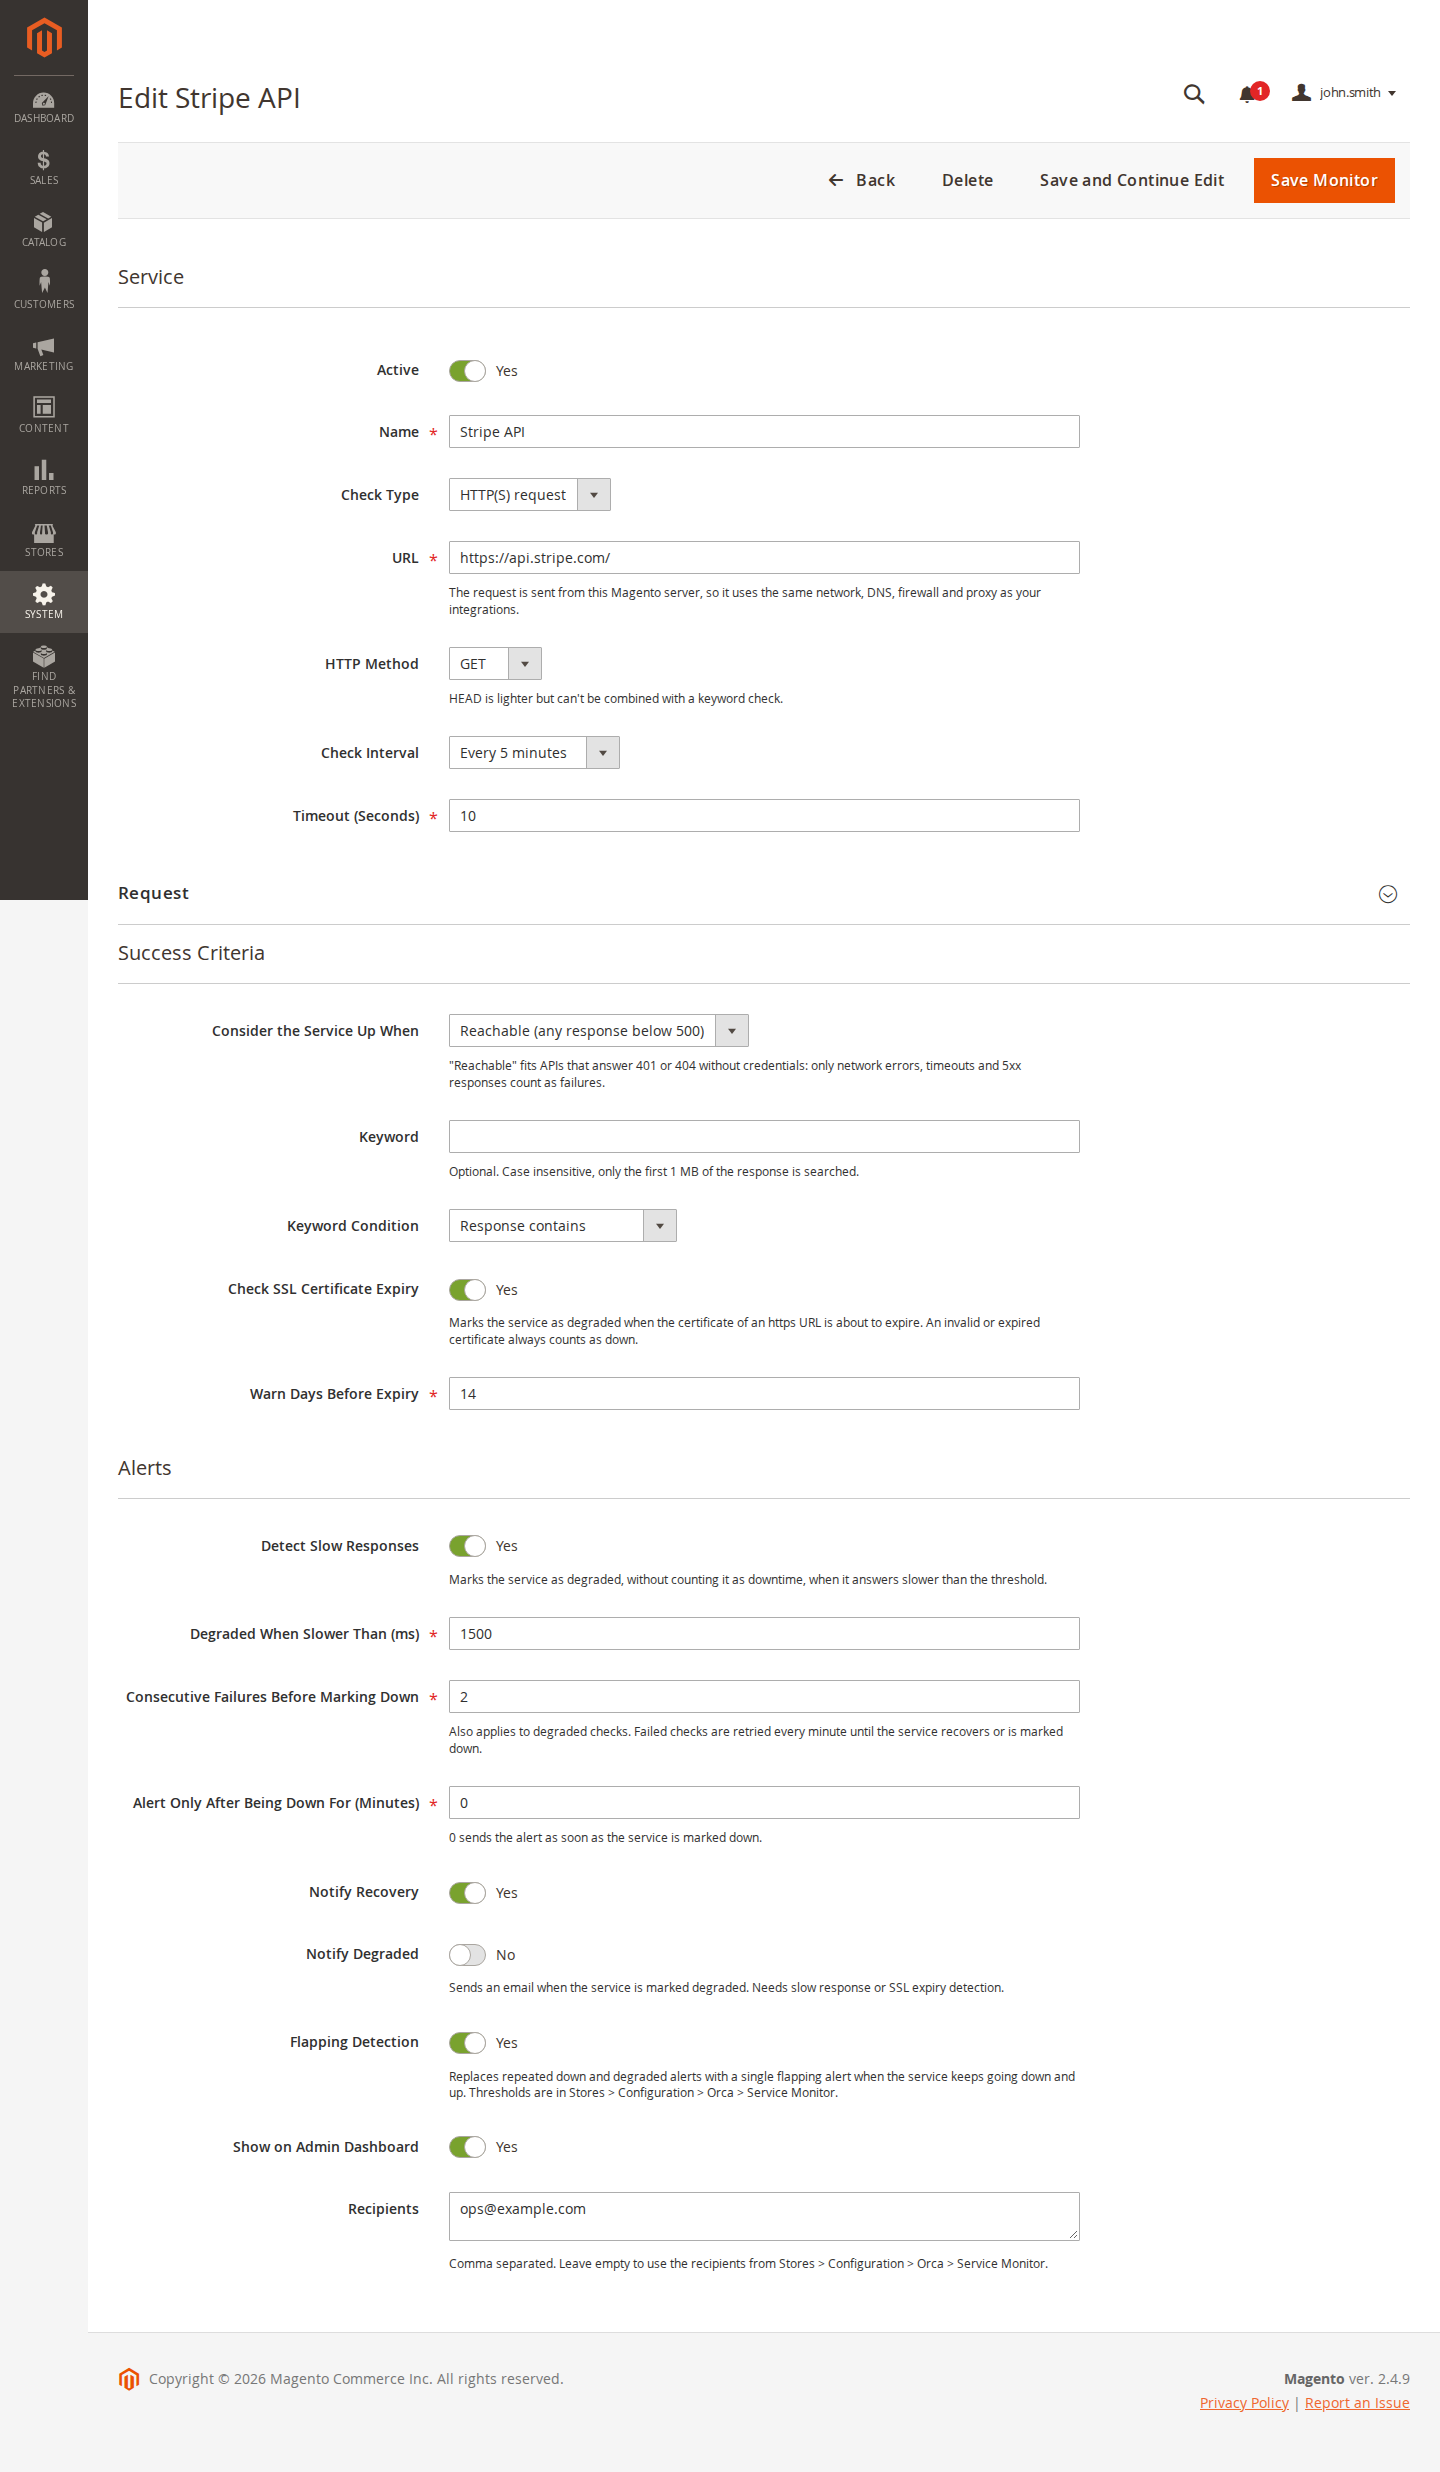 Edit Stripe API
1
john.smith
DASHBOARD
SALES
CATALOG
CUSTOMERS
MARKETING
CONTENT
REPORTS
STORES
SYSTEM
FIND
PARTNERS &
EXTENSIONS
Back
Delete
Save and Continue Edit
Save Monitor
Service
Active
Yes
Name *
Stripe API
Check Type
HTTP(S) request
URL *
https://api.stripe.com/
The request is sent from this Magento server, so it uses the same network, DNS, firewall and proxy as your
integrations.
HTTP Method
GET
HEAD is lighter but can't be combined with a keyword check.
Check Interval
Every 5 minutes
Timeout (Seconds) *
10
Request
Success Criteria
Consider the Service Up When
Reachable (any response below 500)
"Reachable" fits APIs that answer 401 or 404 without credentials: only network errors, timeouts and 5xx
responses count as failures.
Keyword
Optional. Case insensitive, only the first 1 MB of the response is searched.
Keyword Condition
Response contains
Check SSL Certificate Expiry
Yes
Marks the service as degraded when the certificate of an https URL is about to expire. An invalid or expired
certificate always counts as down.
Warn Days Before Expiry *
14
Alerts
Detect Slow Responses
Yes
Marks the service as degraded, without counting it as downtime, when it answers slower than the threshold.
Degraded When Slower Than (ms) *
1500
Consecutive Failures Before Marking Down *
2
Also applies to degraded checks. Failed checks are retried every minute until the service recovers or is marked
down.
Alert Only After Being Down For (Minutes) *
0
0 sends the alert as soon as the service is marked down.
Notify Recovery
Yes
Notify Degraded
No
Sends an email when the service is marked degraded. Needs slow response or SSL expiry detection.
Flapping Detection
Yes
Replaces repeated down and degraded alerts with a single flapping alert when the service keeps going down and
up. Thresholds are in Stores > Configuration > Orca > Service Monitor.
Show on Admin Dashboard
Yes
Recipients
ops@example.com
Comma separated. Leave empty to use the recipients from Stores > Configuration > Orca > Service Monitor.
Copyright © 2026 Magento Commerce Inc. All rights reserved.
Magento ver. 2.4.9
Privacy Policy | Report an Issue